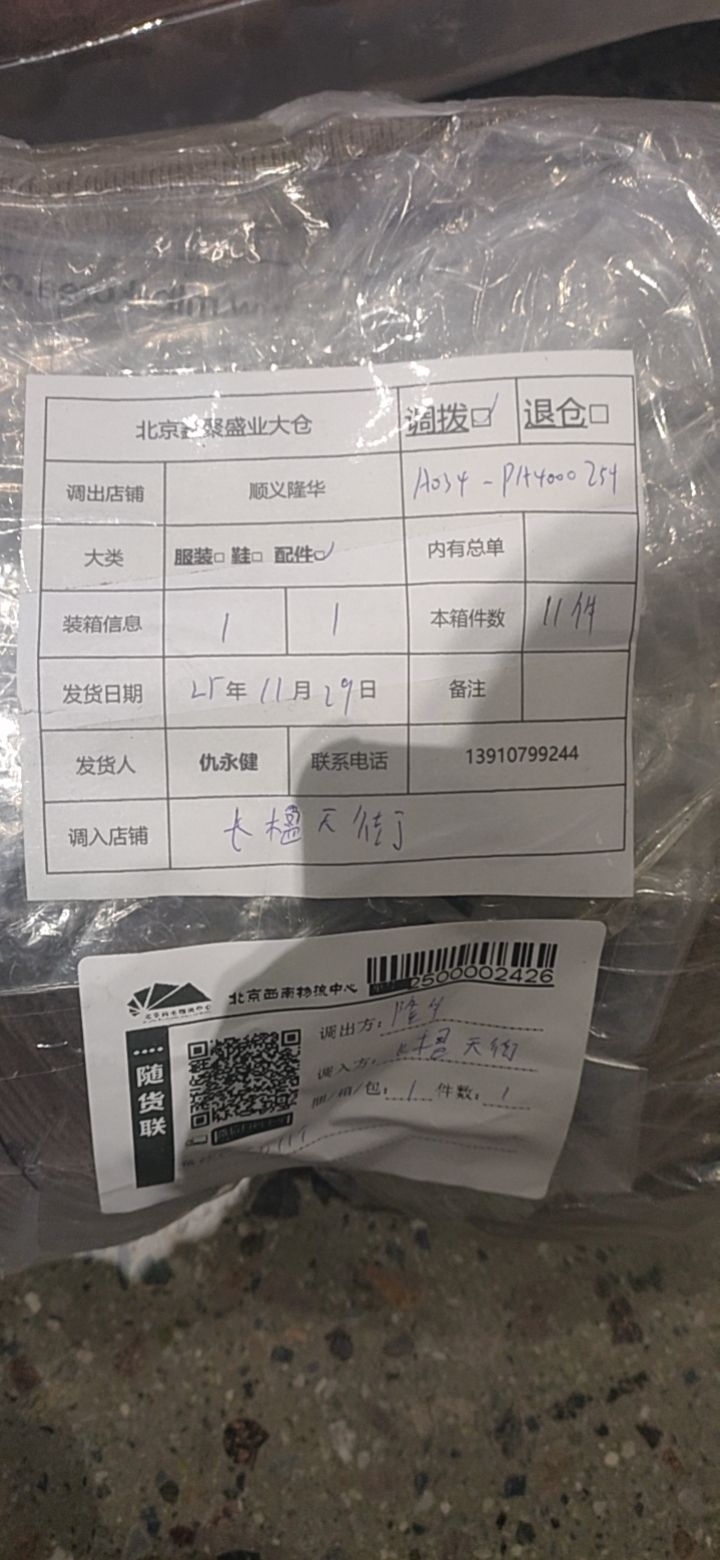 北京鑫聚盛业大仓 调拨☑ 退仓□
调出店铺 顺义隆华 A034-PH4000254
大类 服装□ 鞋□ 配件☑ 内有总单
装箱信息 1 1 本箱件数 11件
发货日期 25年11月29日 备注
发货人 仇永健 联系电话 13910799244
调入店铺 长楹天街
北京西南物流中心 2500002426
随货联
调出方: 隆华
调入方: 长楹天街
/箱/包: 1 件数: 1